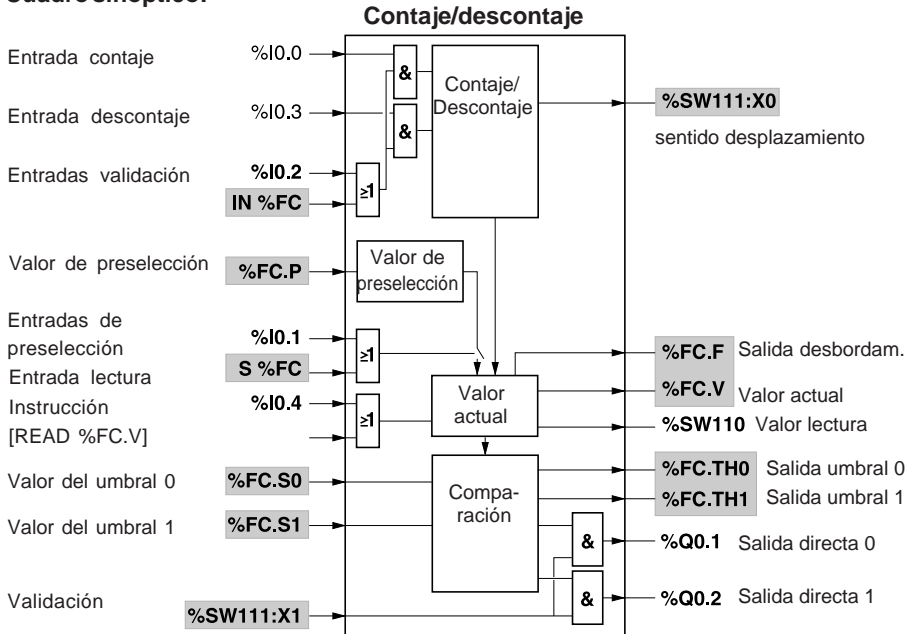 Contaje/descontaje
Entrada contaje %I0.0
&
Contaje/
Descontaje
%SW111:X0
sentido desplazamiento
Entrada descontaje %I0.3
&
Entradas validación %I0.2
IN %FC
≥1
Valor de preselección %FC.P
Valor de
preselección
Entradas de
preselección
%I0.1
S %FC
≥1
Entrada lectura
Instrucción
[READ %FC.V]
%I0.4
≥1
Valor
actual
%FC.F Salida desbordam.
%FC.V Valor actual
%SW110 Valor lectura
Valor del umbral 0 %FC.S0
Valor del umbral 1 %FC.S1
Compa-
ración
%FC.TH0 Salida umbral 0
%FC.TH1 Salida umbral 1
&
%Q0.1 Salida directa 0
&
%Q0.2 Salida directa 1
Validación
%SW111:X1